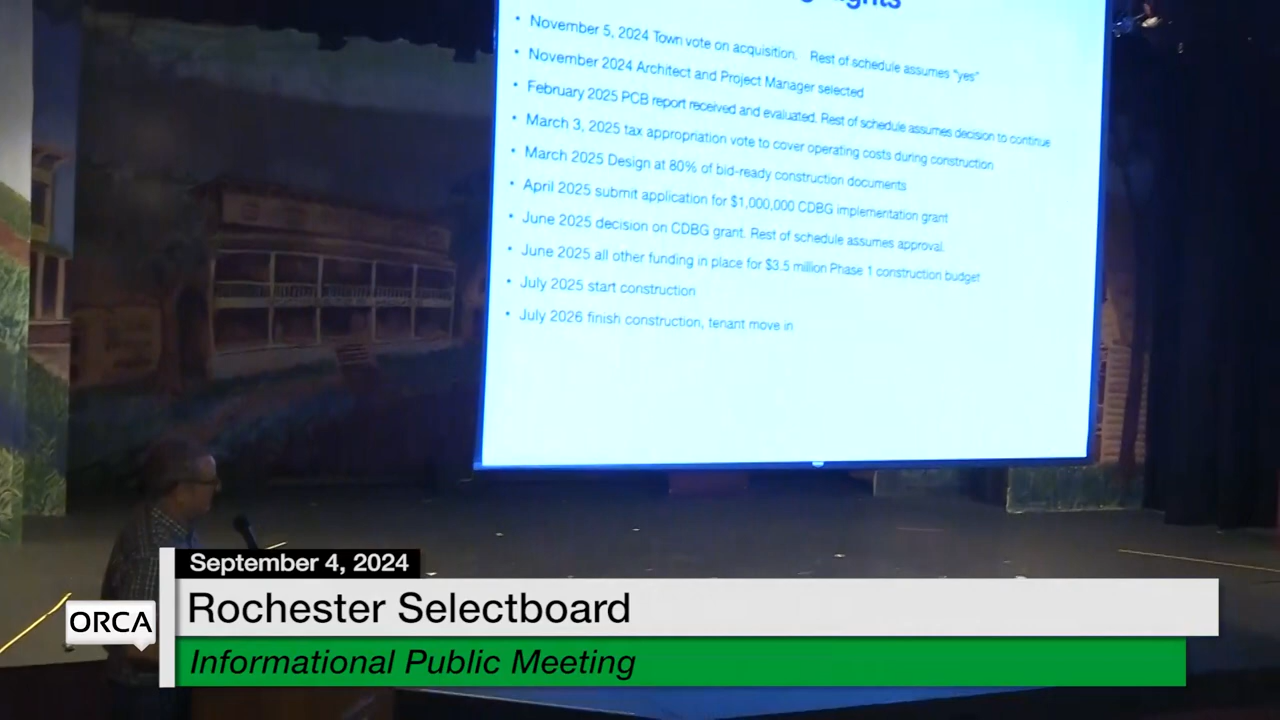 • November 5, 2024 Town vote on acquisition. Rest of schedule assumes "yes"
• November 2024 Architect and Project Manager selected
• February 2025 PCB report received and evaluated. Rest of schedule assumes decision to continue
• March 3, 2025 tax appropriation vote to cover operating costs during construction
• March 2025 Design at 80% of bid-ready construction documents
• April 2025 submit application for $1,000,000 CDBG implementation grant
• June 2025 decision on CDBG grant. Rest of schedule assumes approval.
• June 2025 all other funding in place for $3.5 million Phase 1 construction budget
• July 2025 start construction
• July 2026 finish construction, tenant move in
September 4, 2024
Rochester Selectboard
ORCA
Informational Public Meeting